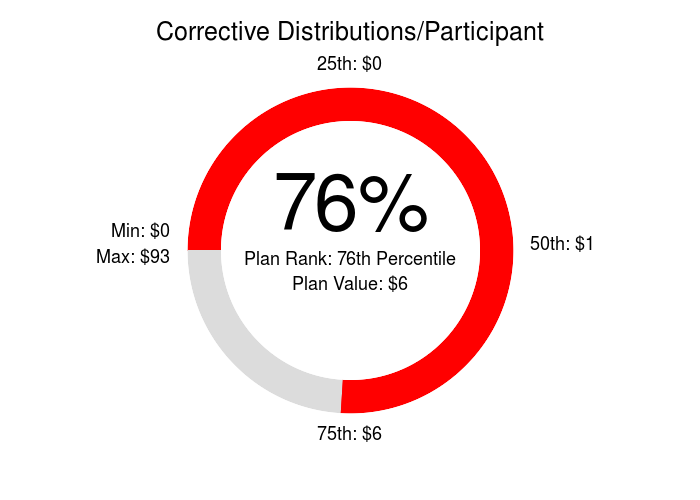 Corrective Distributions/Participant
25th: $0
76%
Min: $0
Max: $93
50th: $1
Plan Rank: 76th Percentile
Plan Value: $6
75th: $6